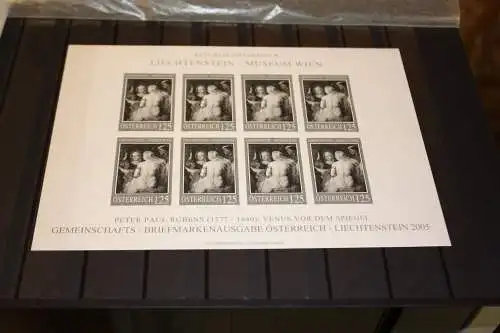 LIECHTENSTEIN - MUSEUM WIEN
ÖSTERREICH 125 ÖSTERREICH 125 ÖSTERREICH 125 ÖSTERREICH 125
ÖSTERREICH 125 ÖSTERREICH 125 ÖSTERREICH 125 ÖSTERREICH 125
PETER PAUL RUBENS (1577 - 1640): VENUS VOR DEM SPIEGEL
GEMEINSCHAFTS - BRIEFMARKENAUSGABE ÖSTERREICH - LIECHTENSTEIN 2005